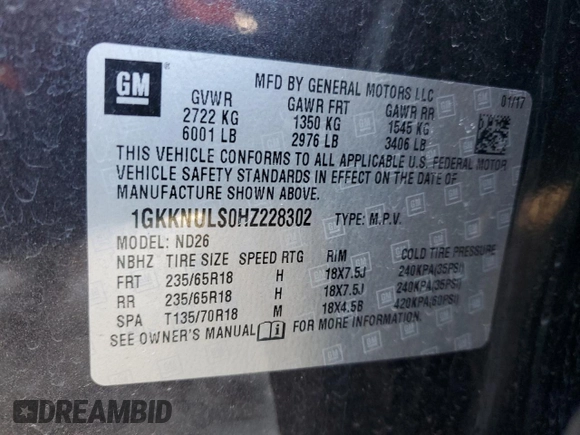 GM
MFD BY GENERAL MOTORS LLC
01/17
GVWR GAWR FRT GAWR RR
2722 KG 1350 KG 1545 KG
6001 LB 2976 LB 3406 LB
THIS VEHICLE CONFORMS TO ALL APPLICABLE U.S. FEDERAL MOTOR
VEHICLE SAFETY STANDARDS IN EFFECT ON THE DATE OF
MANUFACTURE SHOWN ABOVE.
1GKKNULS0HZ228302 TYPE: M.P.V.
MODEL: ND26
NBHZ TIRE SIZE SPEED RTG RIM COLD TIRE PRESSURE
FRT 235/65R18 H 18X7.5J 240KPA(35PSI)
RR 235/65R18 H 18X7.5J 240KPA(35PSI)
SPA T135/70R18 M 18X4.5B 420KPA(60PSI)
SEE OWNER'S MANUAL FOR MORE INFORMATION.
DREAMBID